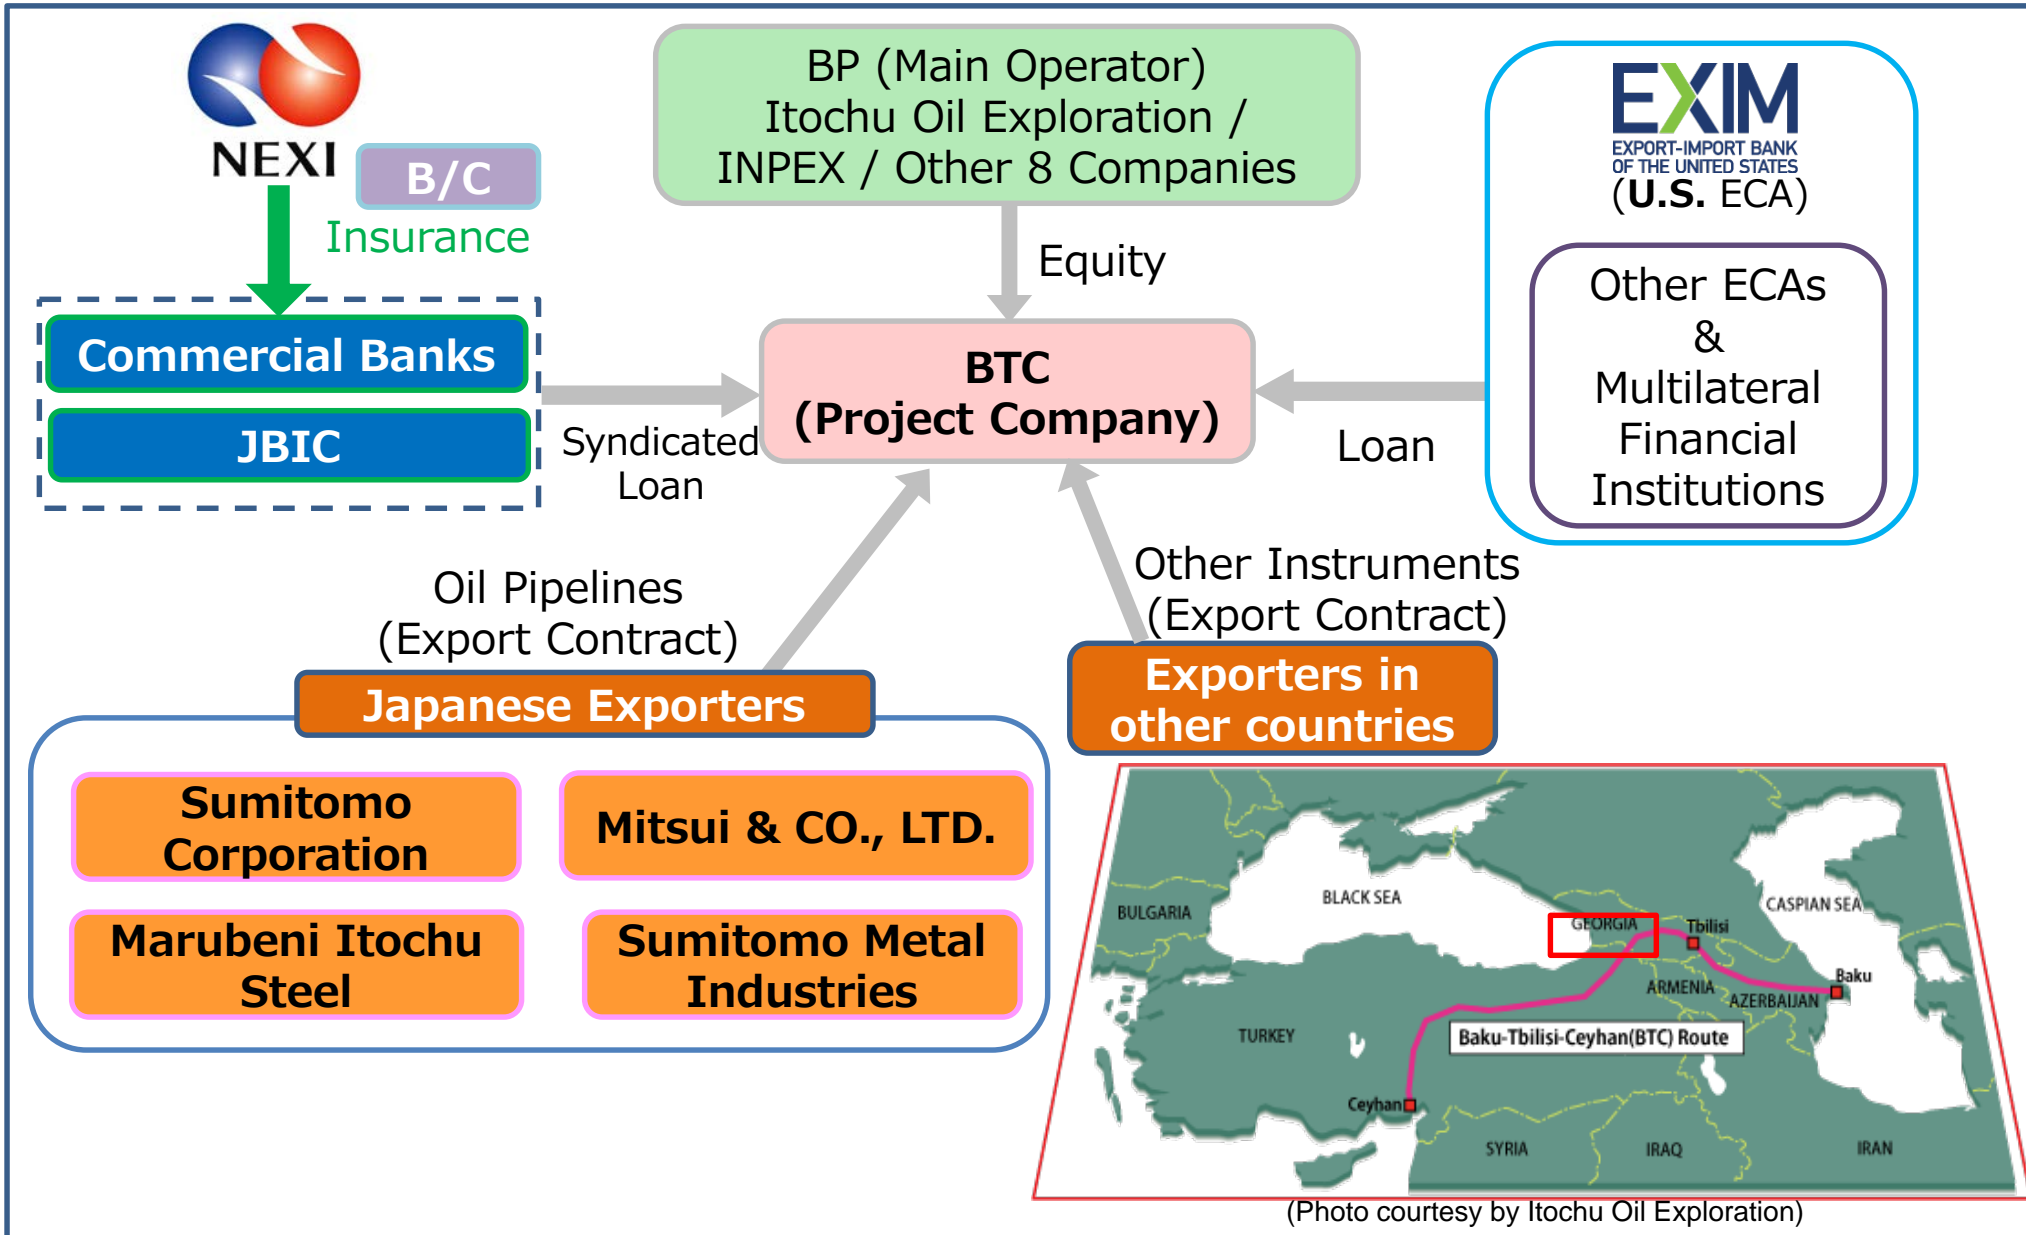 NEXI
B/C
Insurance
BP (Main Operator)
Itochu Oil Exploration /
INPEX / Other 8 Companies
EXIM
EXPORT-IMPORT BANK
OF THE UNITED STATES
(U.S. ECA)
Equity
Other ECAs
&
Multilateral
Financial
Institutions
Commercial Banks
JBIC
Syndicated
Loan
BTC
(Project Company)
Loan
Oil Pipelines
(Export Contract)
Other Instruments
(Export Contract)
Japanese Exporters
Exporters in
other countries
Sumitomo
Corporation
Mitsui & CO., LTD.
Marubeni Itochu
Steel
Sumitomo Metal
Industries
BULGARIA
BLACK SEA
GEORGIA
Tbilisi
CASPIAN SEA
ARMENIA
AZERBAIJAN
Baku
TURKEY
Baku-Tbilisi-Ceyhan(BTC) Route
Ceyhan
SYRIA
IRAQ
IRAN
(Photo courtesy by Itochu Oil Exploration)